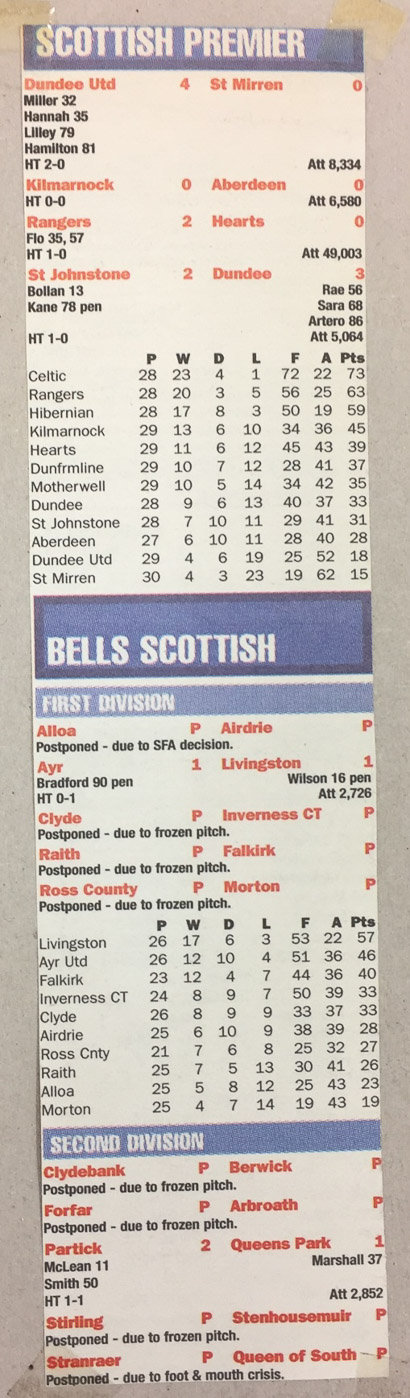 SCOTTISH PREMIER
Dundee Utd 4 St Mirren 0
Miller 32
Hannah 35
Lilley 79
Hamilton 81
HT 2-0 Att 8,334
Kilmarnock 0 Aberdeen 0
HT 0-0 Att 6,580
Rangers 2 Hearts 0
Flo 35, 57
HT 1-0 Att 49,003
St Johnstone 2 Dundee 3
Bollan 13 Rae 56
Kane 78 pen Sara 68
Artero 86
HT 1-0 Att 5,064
P W D L F A Pts
Celtic 28 23 4 1 72 22 73
Rangers 28 20 3 5 56 25 63
Hibernian 28 17 8 3 50 19 59
Kilmarnock 29 13 6 10 34 36 45
Hearts 29 11 6 12 45 43 39
Dunfrmline 29 10 7 12 28 41 37
Motherwell 29 10 5 14 34 42 35
Dundee 28 9 6 13 40 37 33
St Johnstone 28 7 10 11 29 41 31
Aberdeen 27 6 10 11 28 40 28
Dundee Utd 29 4 6 19 25 52 18
St Mirren 30 4 3 23 19 62 15
BELLS SCOTTISH
FIRST DIVISION
Alloa P Airdrie P
Postponed - due to SFA decision.
Ayr 1 Livingston 1
Bradford 90 pen Wilson 16 pen
HT 0-1 Att 2,726
Clyde P Inverness CT P
Postponed - due to frozen pitch.
Raith P Falkirk P
Postponed - due to frozen pitch.
Ross County P Morton P
Postponed - due to frozen pitch.
P W D L F A Pts
Livingston 26 17 6 3 53 22 57
Ayr Utd 26 12 10 4 51 36 46
Falkirk 23 12 4 7 44 36 40
Inverness CT 24 8 9 7 50 39 33
Clyde 26 8 9 9 33 37 33
Airdrie 25 6 10 9 38 39 28
Ross Cnty 21 7 6 8 25 32 27
Raith 25 7 5 13 30 41 26
Alloa 25 5 8 12 25 43 23
Morton 25 4 7 14 19 43 19
SECOND DIVISION
Clydebank P Berwick P
Postponed - due to frozen pitch.
Forfar P Arbroath P
Postponed - due to frozen pitch.
Partick 2 Queens Park 1
McLean 11 Marshall 37
Smith 50
HT 1-1 Att 2,852
Stirling P Stenhousemuir P
Postponed - due to frozen pitch.
Stranraer P Queen of South P
Postponed - due to foot & mouth crisis.